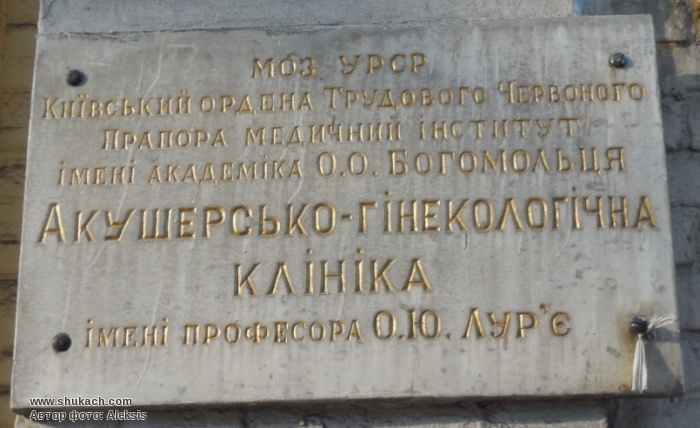 МОЗ УРСР
КИЇВСЬКИЙ ОРДЕНА ТРУДОВОГО ЧЕРВОНОГО
ПРАПОРА МЕДИЧНИЙ ІНСТИТУТ
ІМЕНІ АКАДЕМІКА О.О. БОГОМОЛЬЦЯ
АКУШЕРСЬКО-ГІНЕКОЛОГІЧНА
КЛІНІКА
ІМЕНІ ПРОФЕСОРА О.Ю. ЛУР'Є
www.shukach.com
Автор фото: Aleksis